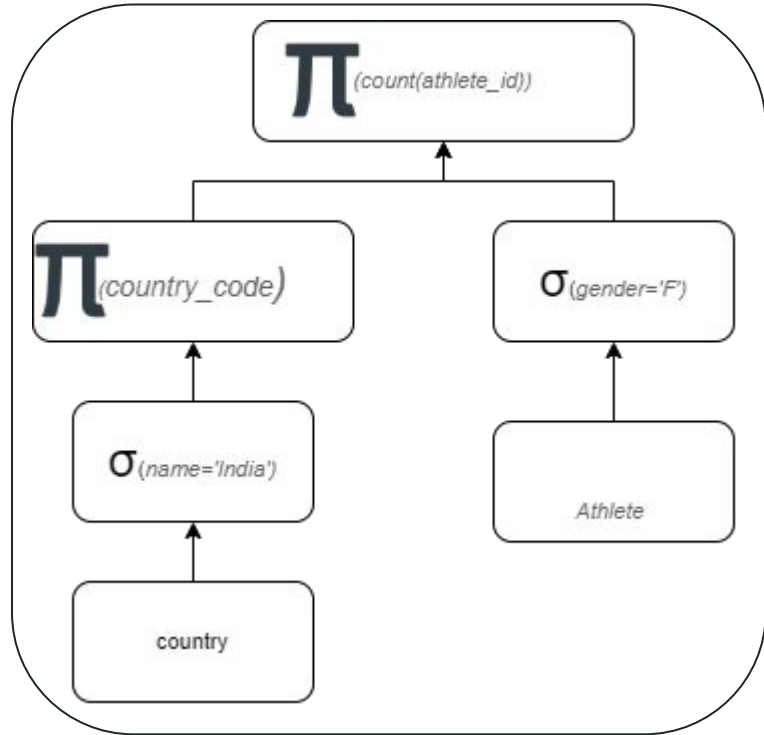 π(count(athlete_id))
π(country_code)
σ(gender='F')
σ(name='India')
Athlete
country